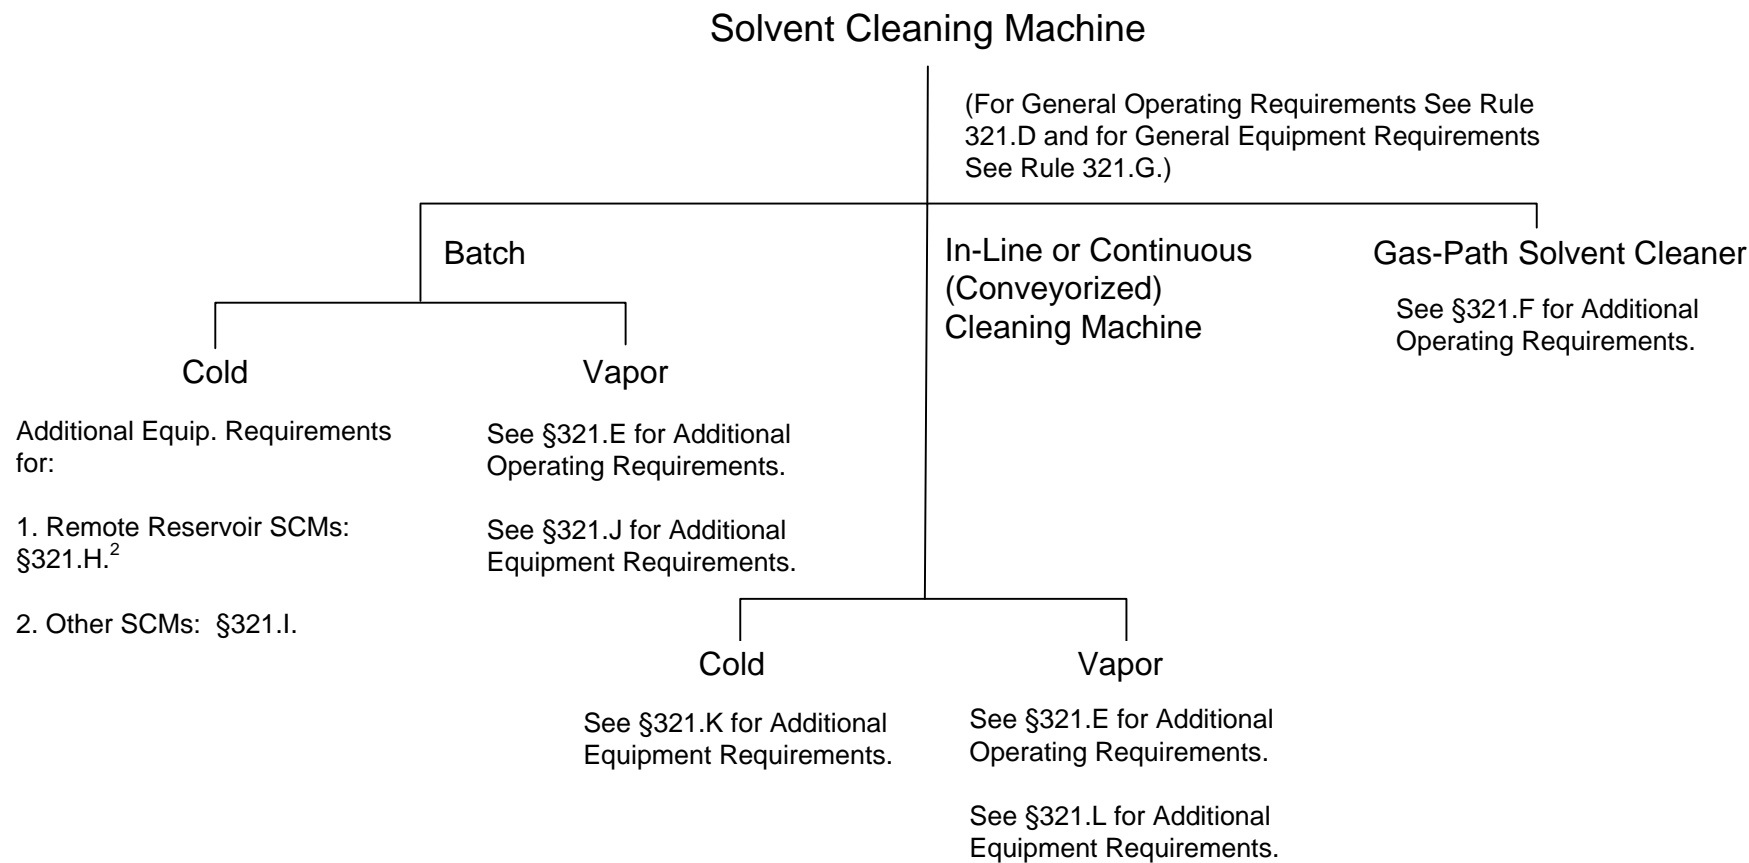 Solvent Cleaning Machine
(For General Operating Requirements See Rule
321.D and for General Equipment Requirements
See Rule 321.G.)
Batch
In-Line or Continuous
(Conveyorized)
Cleaning Machine
Gas-Path Solvent Cleaner
See §321.F for Additional
Operating Requirements.
Cold
Additional Equip. Requirements
for:
1. Remote Reservoir SCMs:
§321.H.²
2. Other SCMs:  §321.I.
Vapor
See §321.E for Additional
Operating Requirements.
See §321.J for Additional
Equipment Requirements.
Cold
See §321.K for Additional
Equipment Requirements.
Vapor
See §321.E for Additional
Operating Requirements.
See §321.L for Additional
Equipment Requirements.